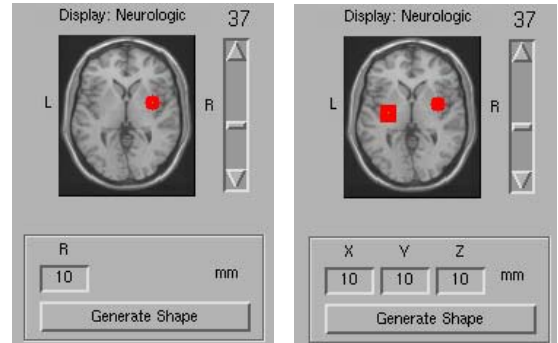 Display: Neurologic 37
L R
R
10 mm
Generate Shape
Display: Neurologic 37
L R
X Y Z
10 10 10 mm
Generate Shape